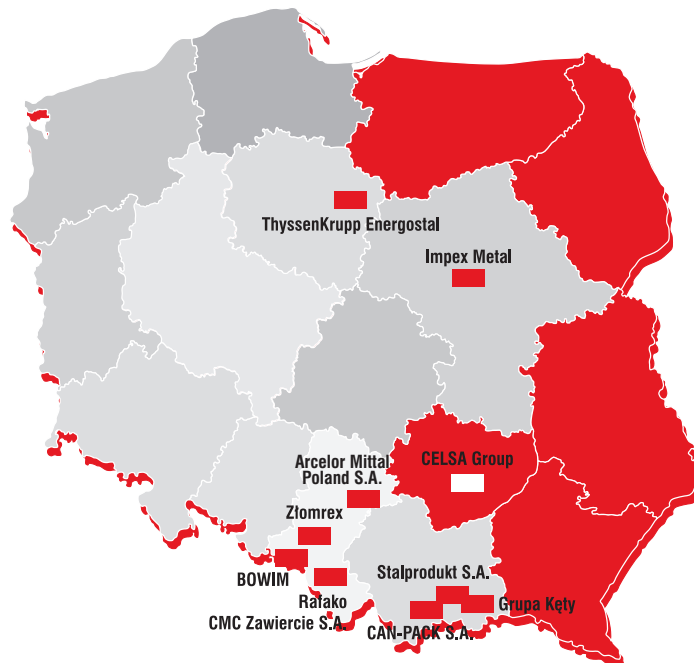 ThyssenKrupp Energostal
Impex Metal
Arcelor Mittal
Poland S.A.
CELSA Group
Złomrex
BOWIM
Rafako
CMC Zawiercie S.A.
Stalprodukt S.A.
Grupa Kęty
CAN-PACK S.A.